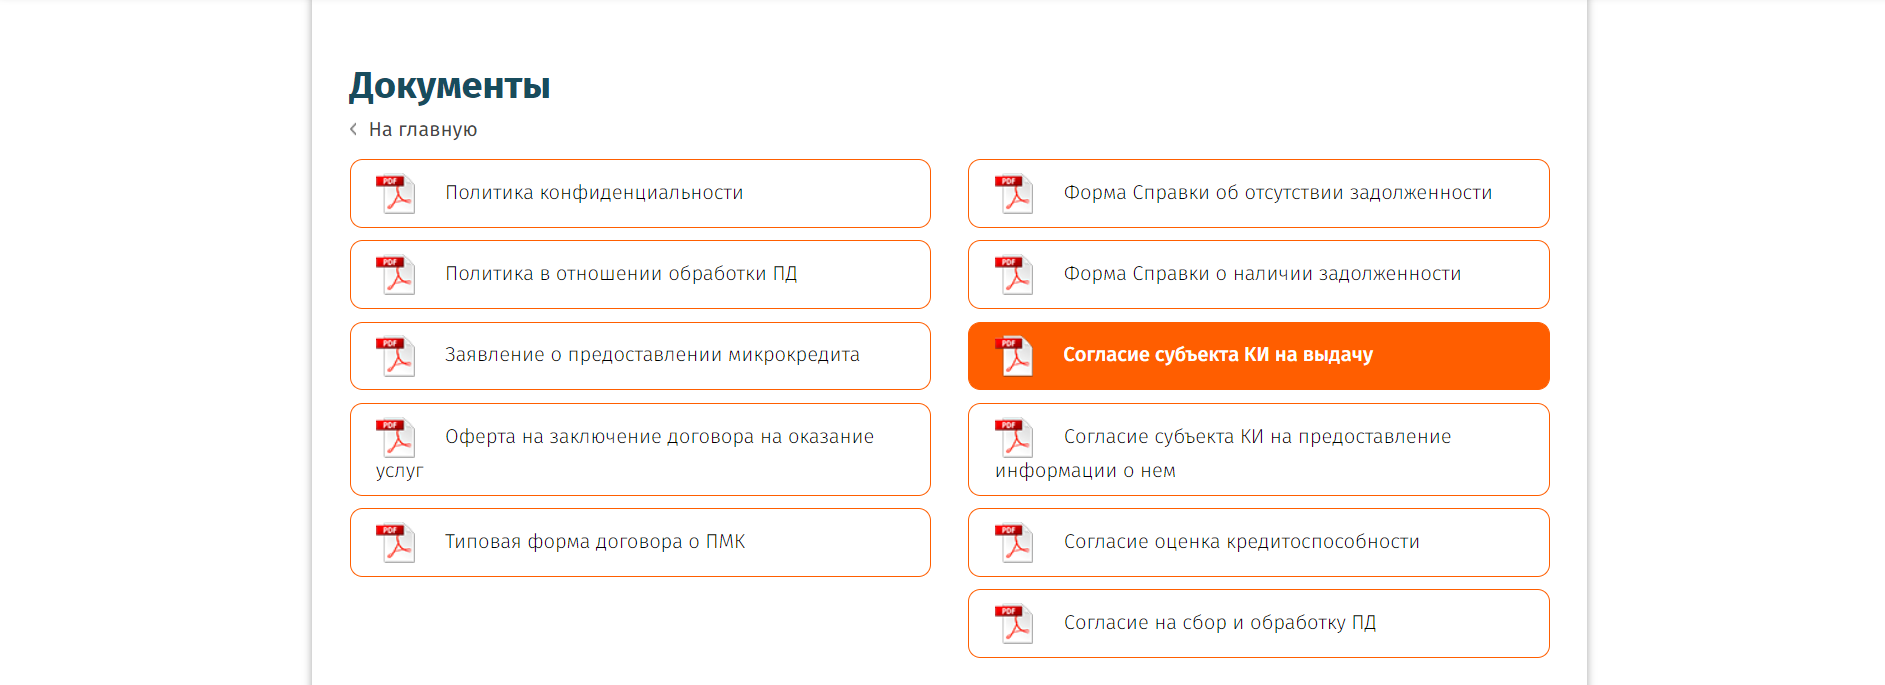 Документы
На главную
PDF Политика конфиденциальности
PDF Политика в отношении обработки ПД
PDF Заявление о предоставлении микрокредита
PDF Оферта на заключение договора на оказание
услуг
PDF Типовая форма договора о ПМК
PDF Форма Справки об отсутствии задолженности
PDF Форма Справки о наличии задолженности
PDF Согласие субъекта КИ на выдачу
PDF Согласие субъекта КИ на предоставление
информации о нем
PDF Согласие оценка кредитоспособности
PDF Согласие на сбор и обработку ПД